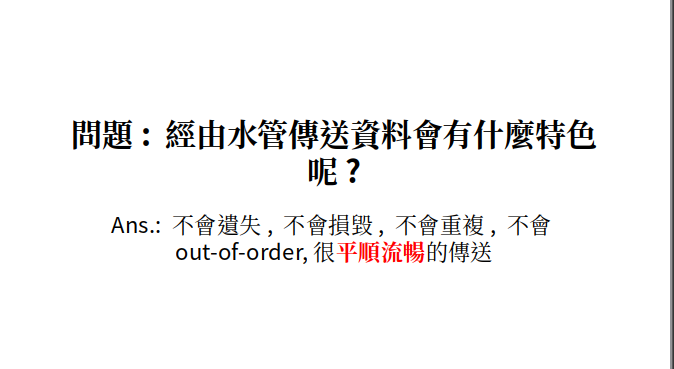 問題：經由水管傳送資料會有什麼特色
呢？
Ans.: 不會遺失，不會損毀，不會重複，不會
out-of-order, 很平順流暢的傳送